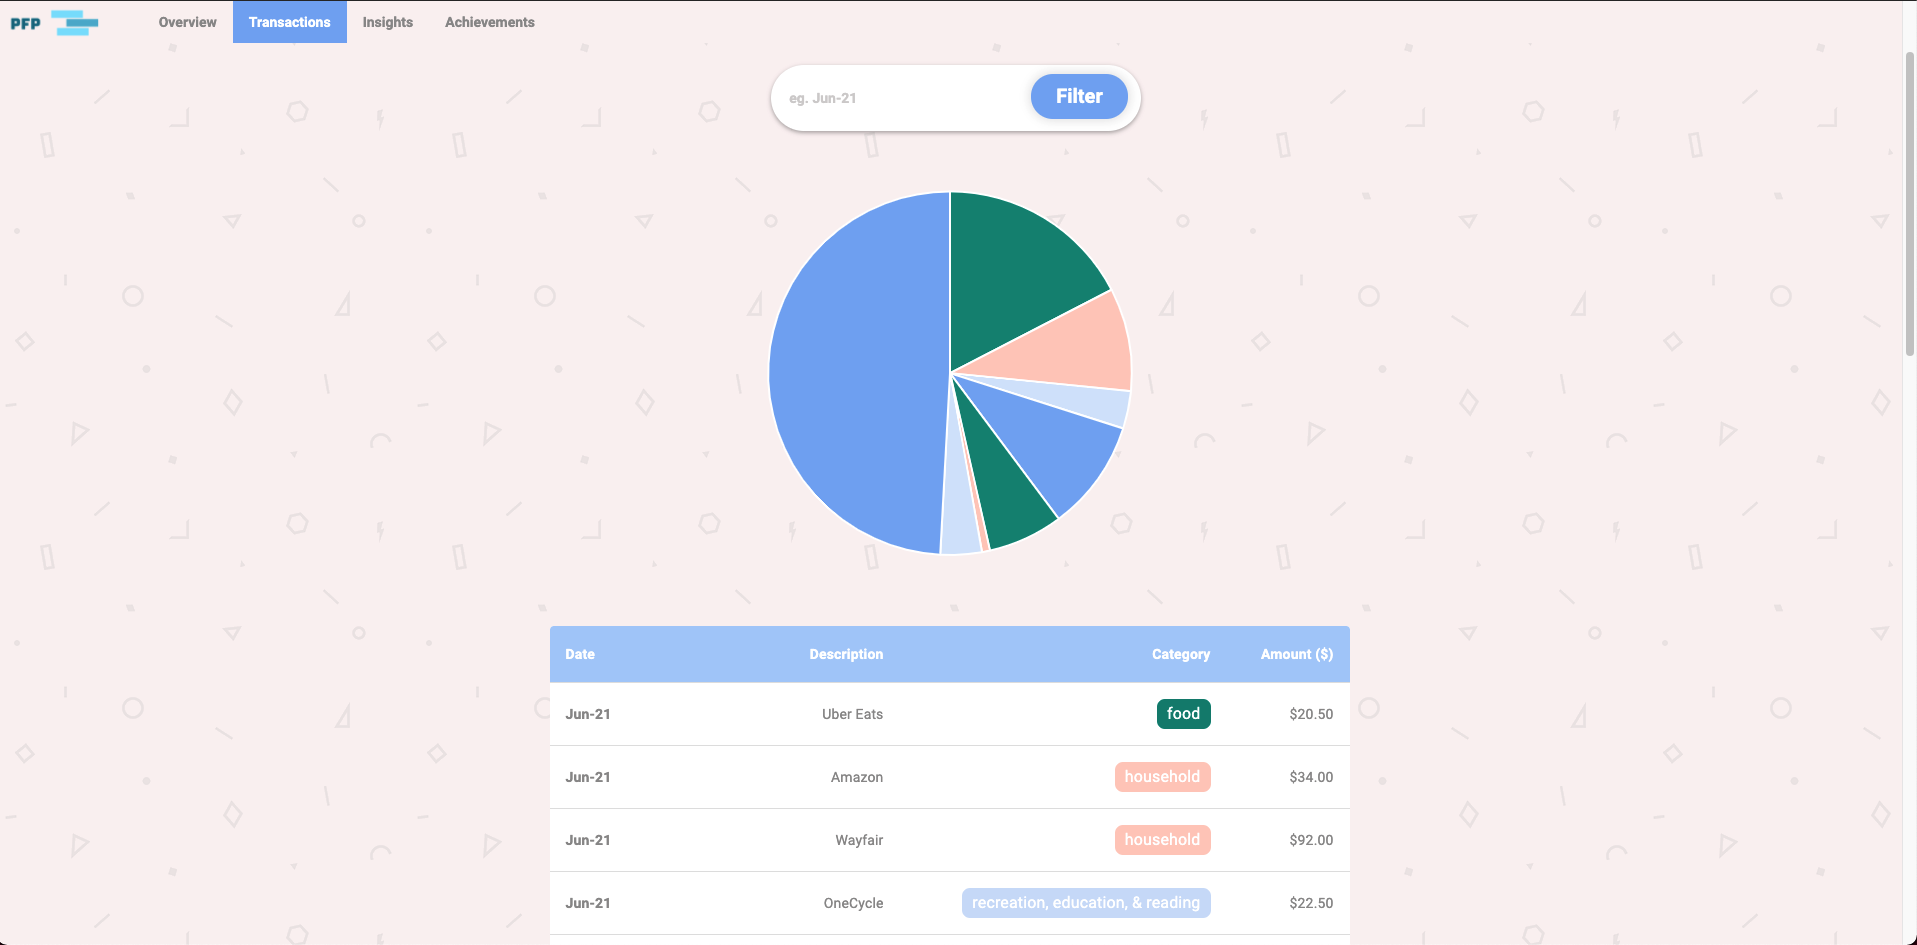 PFP
Overview Transactions Insights Achievements
eg. Jun-21 Filter
Date Description Category Amount ($)
Jun-21 Uber Eats food $20.50
Jun-21 Amazon household $34.00
Jun-21 Wayfair household $92.00
Jun-21 OneCycle recreation, education, & reading $22.50